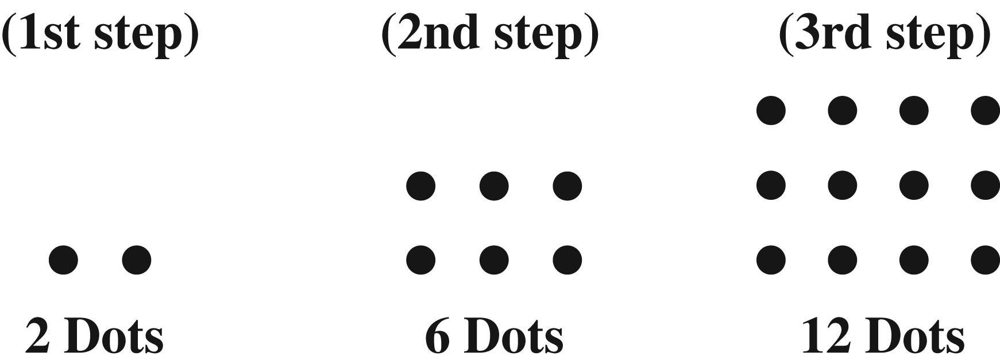 (1st step) (2nd step) (3rd step)
2 Dots 6 Dots 12 Dots